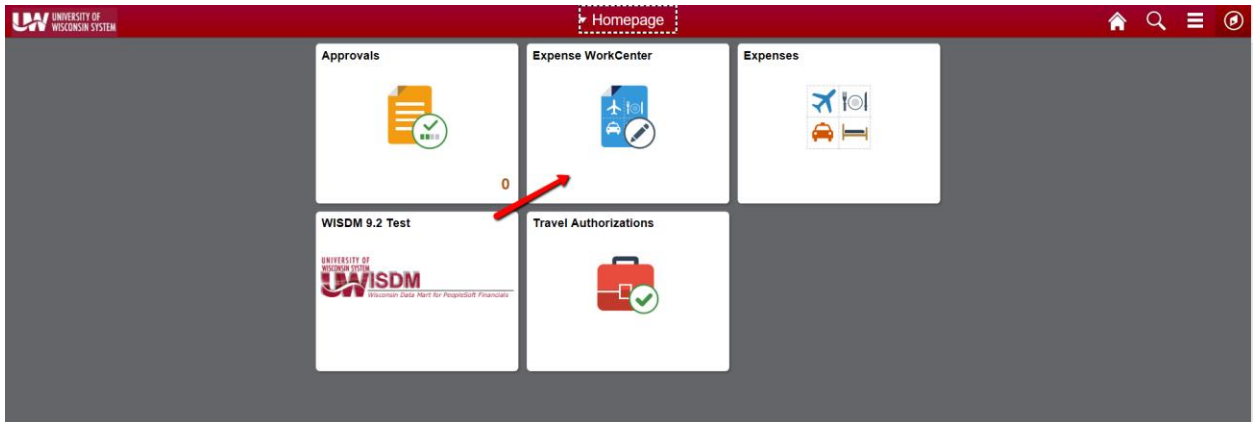 UW UNIVERSITY OF
WISCONSIN SYSTEM
Homepage
Approvals
0
Expense WorkCenter
Expenses
WISDM 9.2 Test
UNIVERSITY OF
WISCONSIN SYSTEM
UWISDM
Wisconsin Data Mart for PeopleSoft Financials
Travel Authorizations